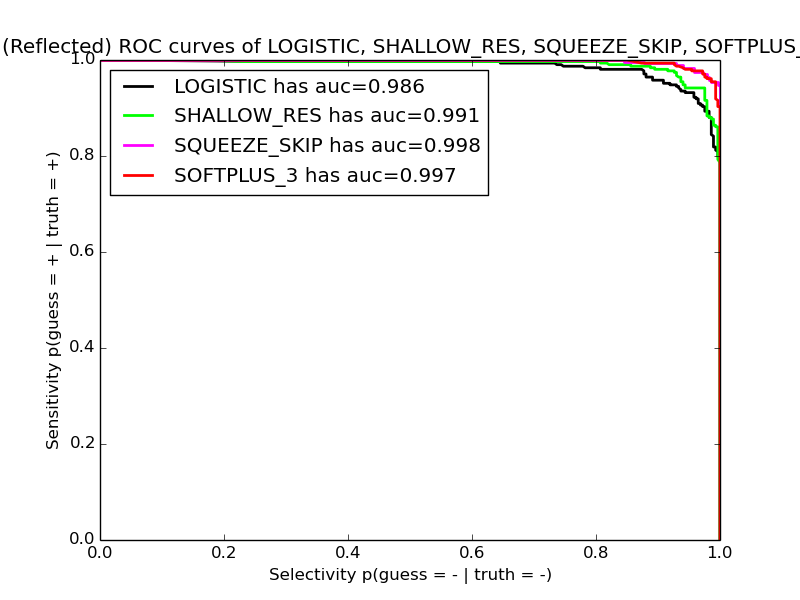 (Reflected) ROC curves of LOGISTIC, SHALLOW_RES, SQUEEZE_SKIP, SOFTPLUS_
LOGISTIC has auc=0.986
SHALLOW_RES has auc=0.991
SQUEEZE_SKIP has auc=0.998
SOFTPLUS_3 has auc=0.997
Sensitivity p(guess = + | truth = +)
1.0
0.8
0.6
0.4
0.2
0.0
0.0 0.2 0.4 0.6 0.8 1.0
Selectivity p(guess = - | truth = -)